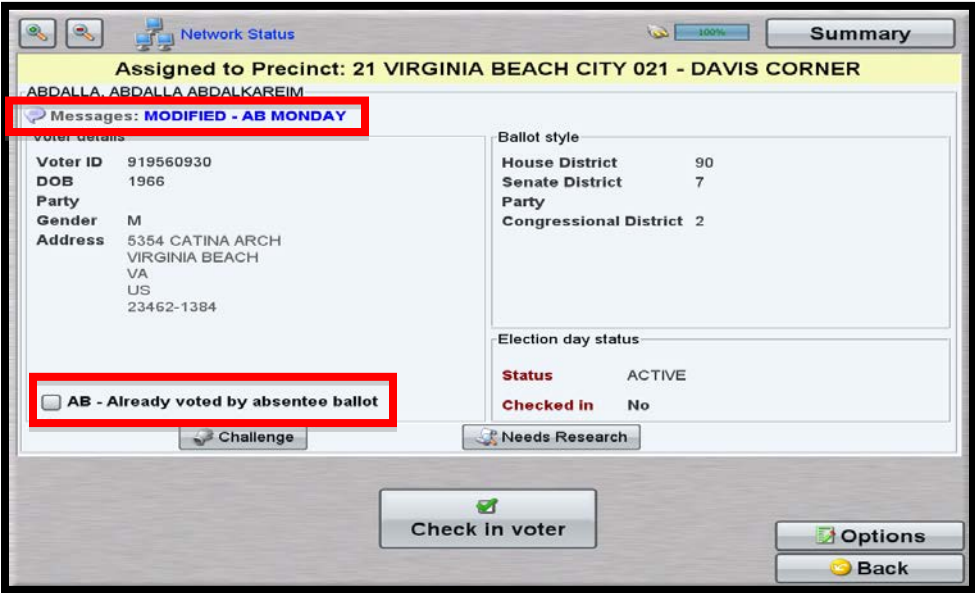 Network Status
100%
Summary
Assigned to Precinct: 21 VIRGINIA BEACH CITY 021 - DAVIS CORNER
ABDALLA, ABDALLA ABDALKAREIM
Messages: MODIFIED - AB MONDAY
Voter details
Voter ID 919560930
DOB 1966
Party
Gender M
Address 5354 CATINA ARCH
VIRGINIA BEACH
VA
US
23462-1384
AB - Already voted by absentee ballot
Ballot style
House District 90
Senate District 7
Party
Congressional District 2
Election day status
Status ACTIVE
Checked in No
Challenge
Needs Research
Check in voter
Options
Back